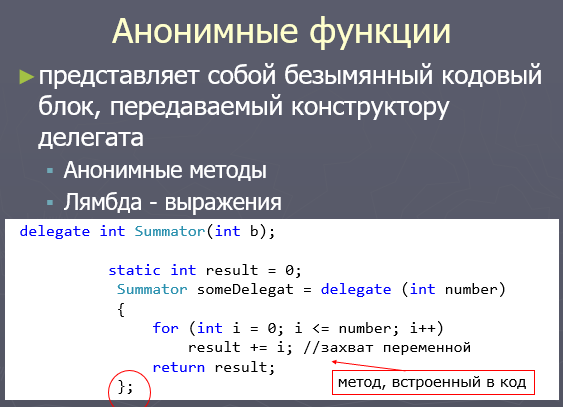 Анонимные функции
►представляет собой безымянный кодовый
блок, передаваемый конструктору
делегата
▪ Анонимные методы
▪ Лямбда - выражения
delegate int Summator(int b);
static int result = 0;
Summator someDelegat = delegate (int number)
{
for (int i = 0; i <= number; i++)
result += i; //захват переменной
return result;
};
метод, встроенный в код